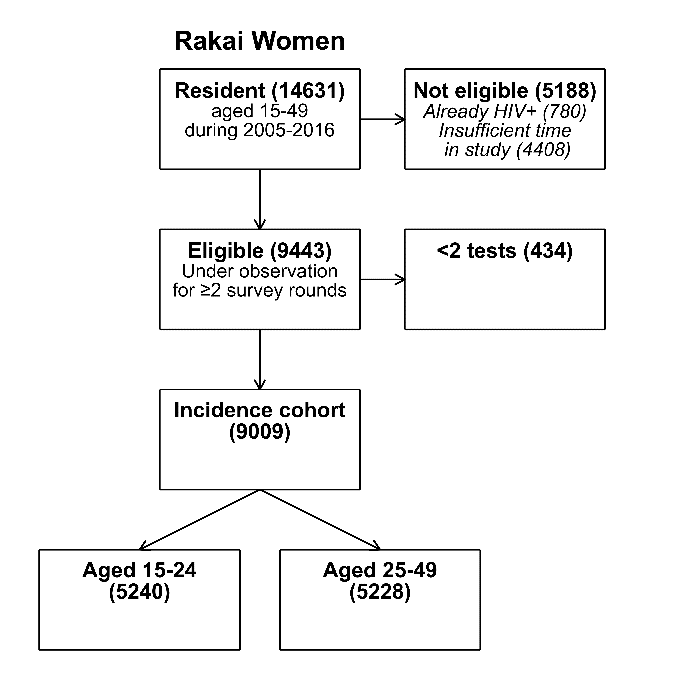 Rakai Women
Resident (14631)
aged 15-49
during 2005-2016
Not eligible (5188)
Already HIV+ (780)
Insufficient time
in study (4408)
Eligible (9443)
Under observation
for ≥2 survey rounds
<2 tests (434)
Incidence cohort
(9009)
Aged 15-24
(5240)
Aged 25-49
(5228)